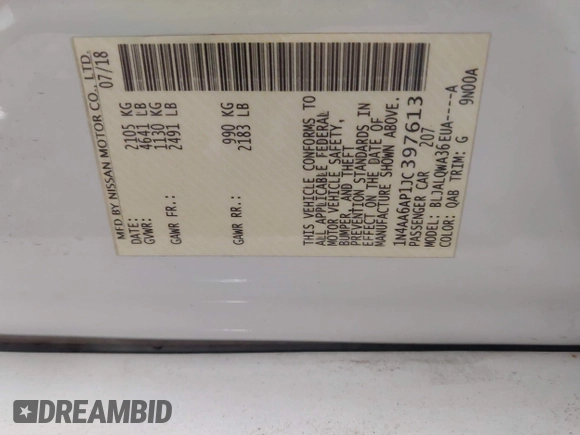 MFD BY NISSAN MOTOR CO., LTD.
DATE: 07/18
GVWR: 2105 KG
4641 LB
GAWR FR: 1130 KG
2491 LB
GAWR RR: 990 KG
2183 LB
THIS VEHICLE CONFORMS TO
ALL APPLICABLE FEDERAL
MOTOR VEHICLE SAFETY,
BUMPER, AND THEFT
PREVENTION STANDARDS IN
EFFECT ON THE DATE OF
MANUFACTURE SHOWN ABOVE.
1N4AA6AP1JC397613
PASSENGER CAR 207
MODEL: BLJALQWA36EUA----A
COLOR: QAB TRIM: G 9N00A
DREAMBID